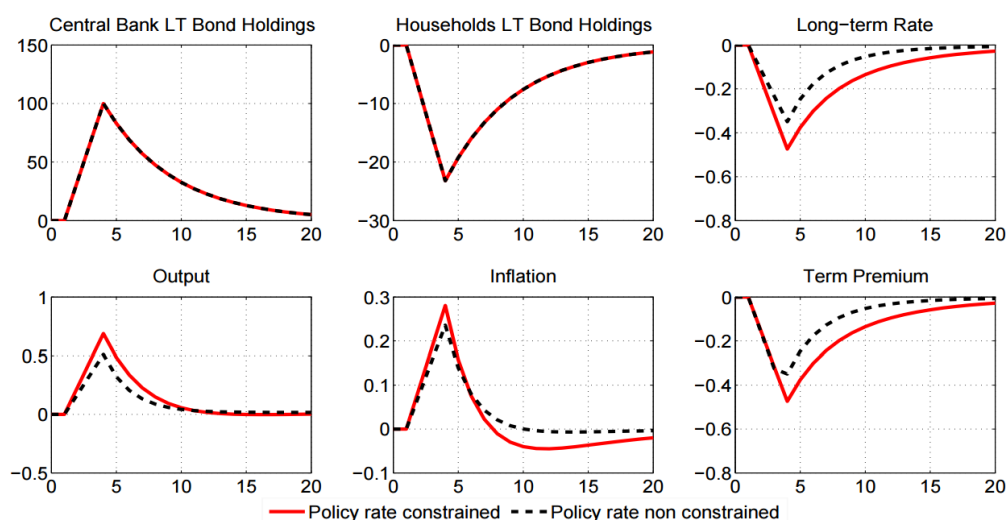 Central Bank LT Bond Holdings
150
100
50
0
0 5 10 15 20
Households LT Bond Holdings
0
−10
−20
−30
0 5 10 15 20
Long−term Rate
0
−0.2
−0.4
−0.6
−0.8
0 5 10 15 20
Output
1
0.5
0
−0.5
0 5 10 15 20
Inflation
0.3
0.2
0.1
0
−0.1
0 5 10 15 20
Term Premium
0
−0.2
−0.4
−0.6
−0.8
0 5 10 15 20
Policy rate constrained Policy rate non constrained